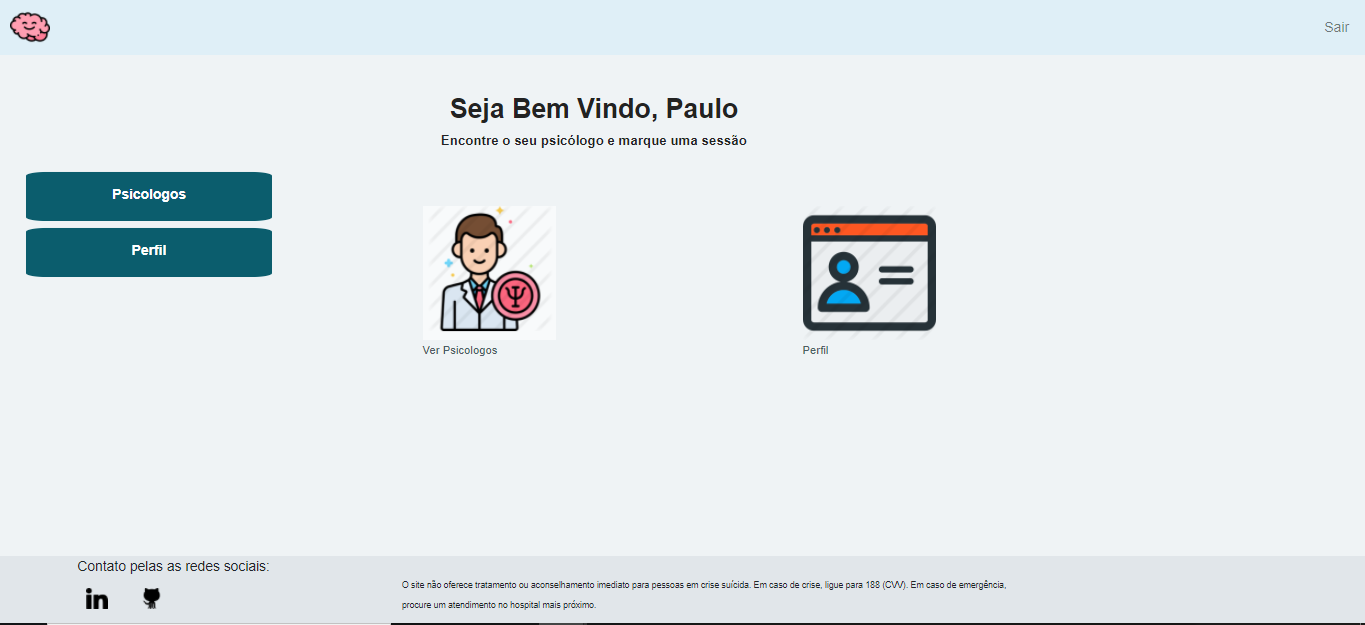 Sair
Seja Bem Vindo, Paulo
Encontre o seu psicólogo e marque uma sessão
Psicologos
Perfil
Ver Psicologos
Perfil
Contato pelas as redes sociais:
in
O site não oferece tratamento ou aconselhamento imediato para pessoas em crise suícida. Em caso de crise, ligue para 188 (CVV). Em caso de emergência,
procure um atendimento no hospital mais próximo.